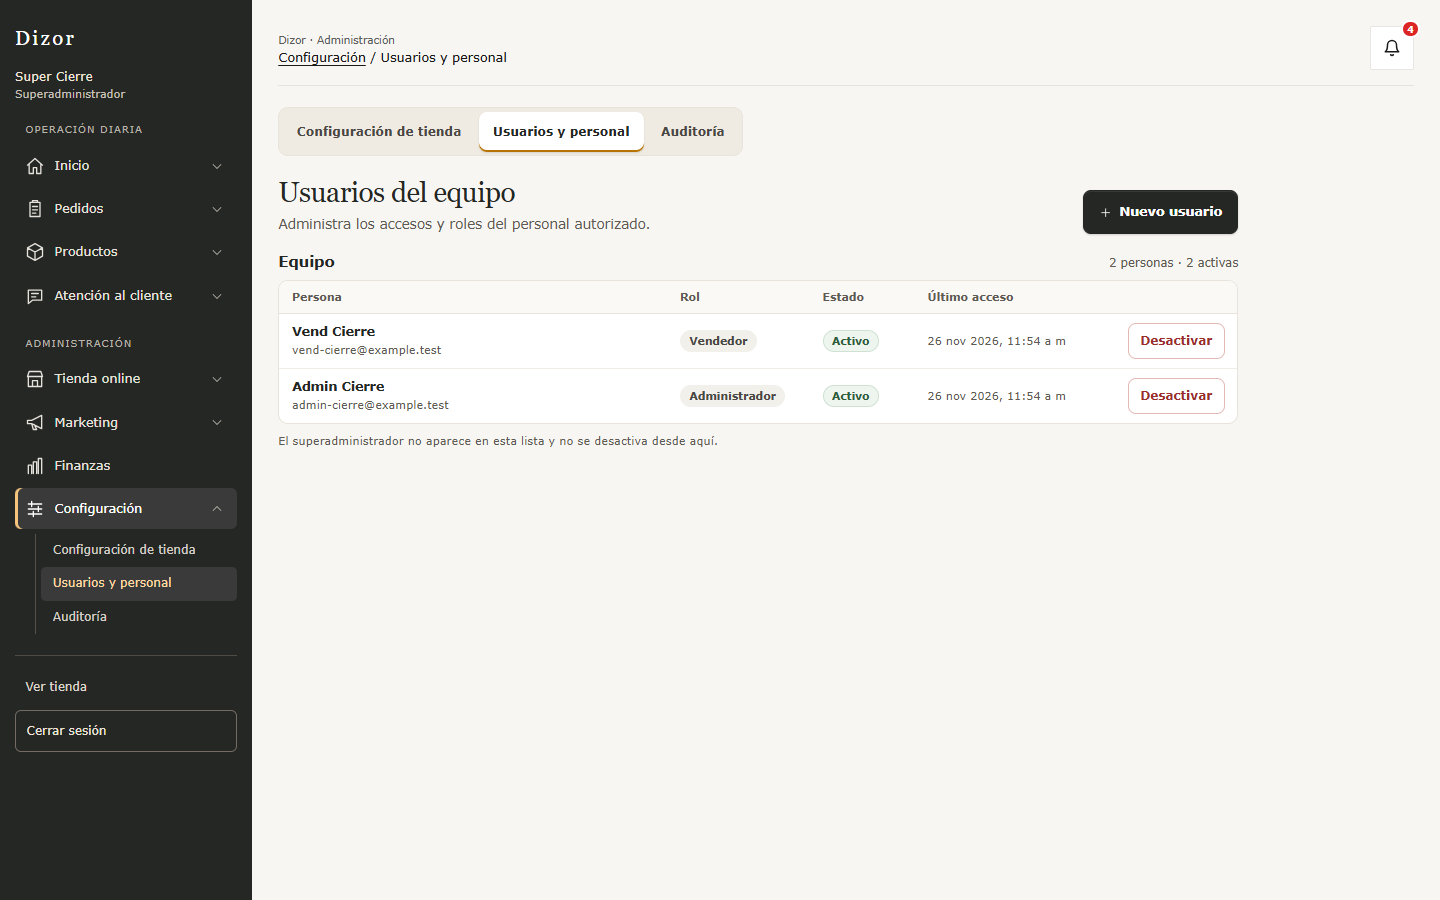 Dizor
Super Cierre
Superadministrador
OPERACIÓN DIARIA
Inicio
Pedidos
Productos
Atención al cliente
ADMINISTRACIÓN
Tienda online
Marketing
Finanzas
Configuración
Configuración de tienda
Usuarios y personal
Auditoría
Ver tienda
Cerrar sesión
Dizor · Administración
Configuración / Usuarios y personal
4
Configuración de tienda Usuarios y personal Auditoría
Usuarios del equipo
Administra los accesos y roles del personal autorizado.
+ Nuevo usuario
Equipo 2 personas · 2 activas
Persona Rol Estado Último acceso
Vend Cierre
vend-cierre@example.test
Vendedor Activo 26 nov 2026, 11:54 a m Desactivar
Admin Cierre
admin-cierre@example.test
Administrador Activo 26 nov 2026, 11:54 a m Desactivar
El superadministrador no aparece en esta lista y no se desactiva desde aquí.